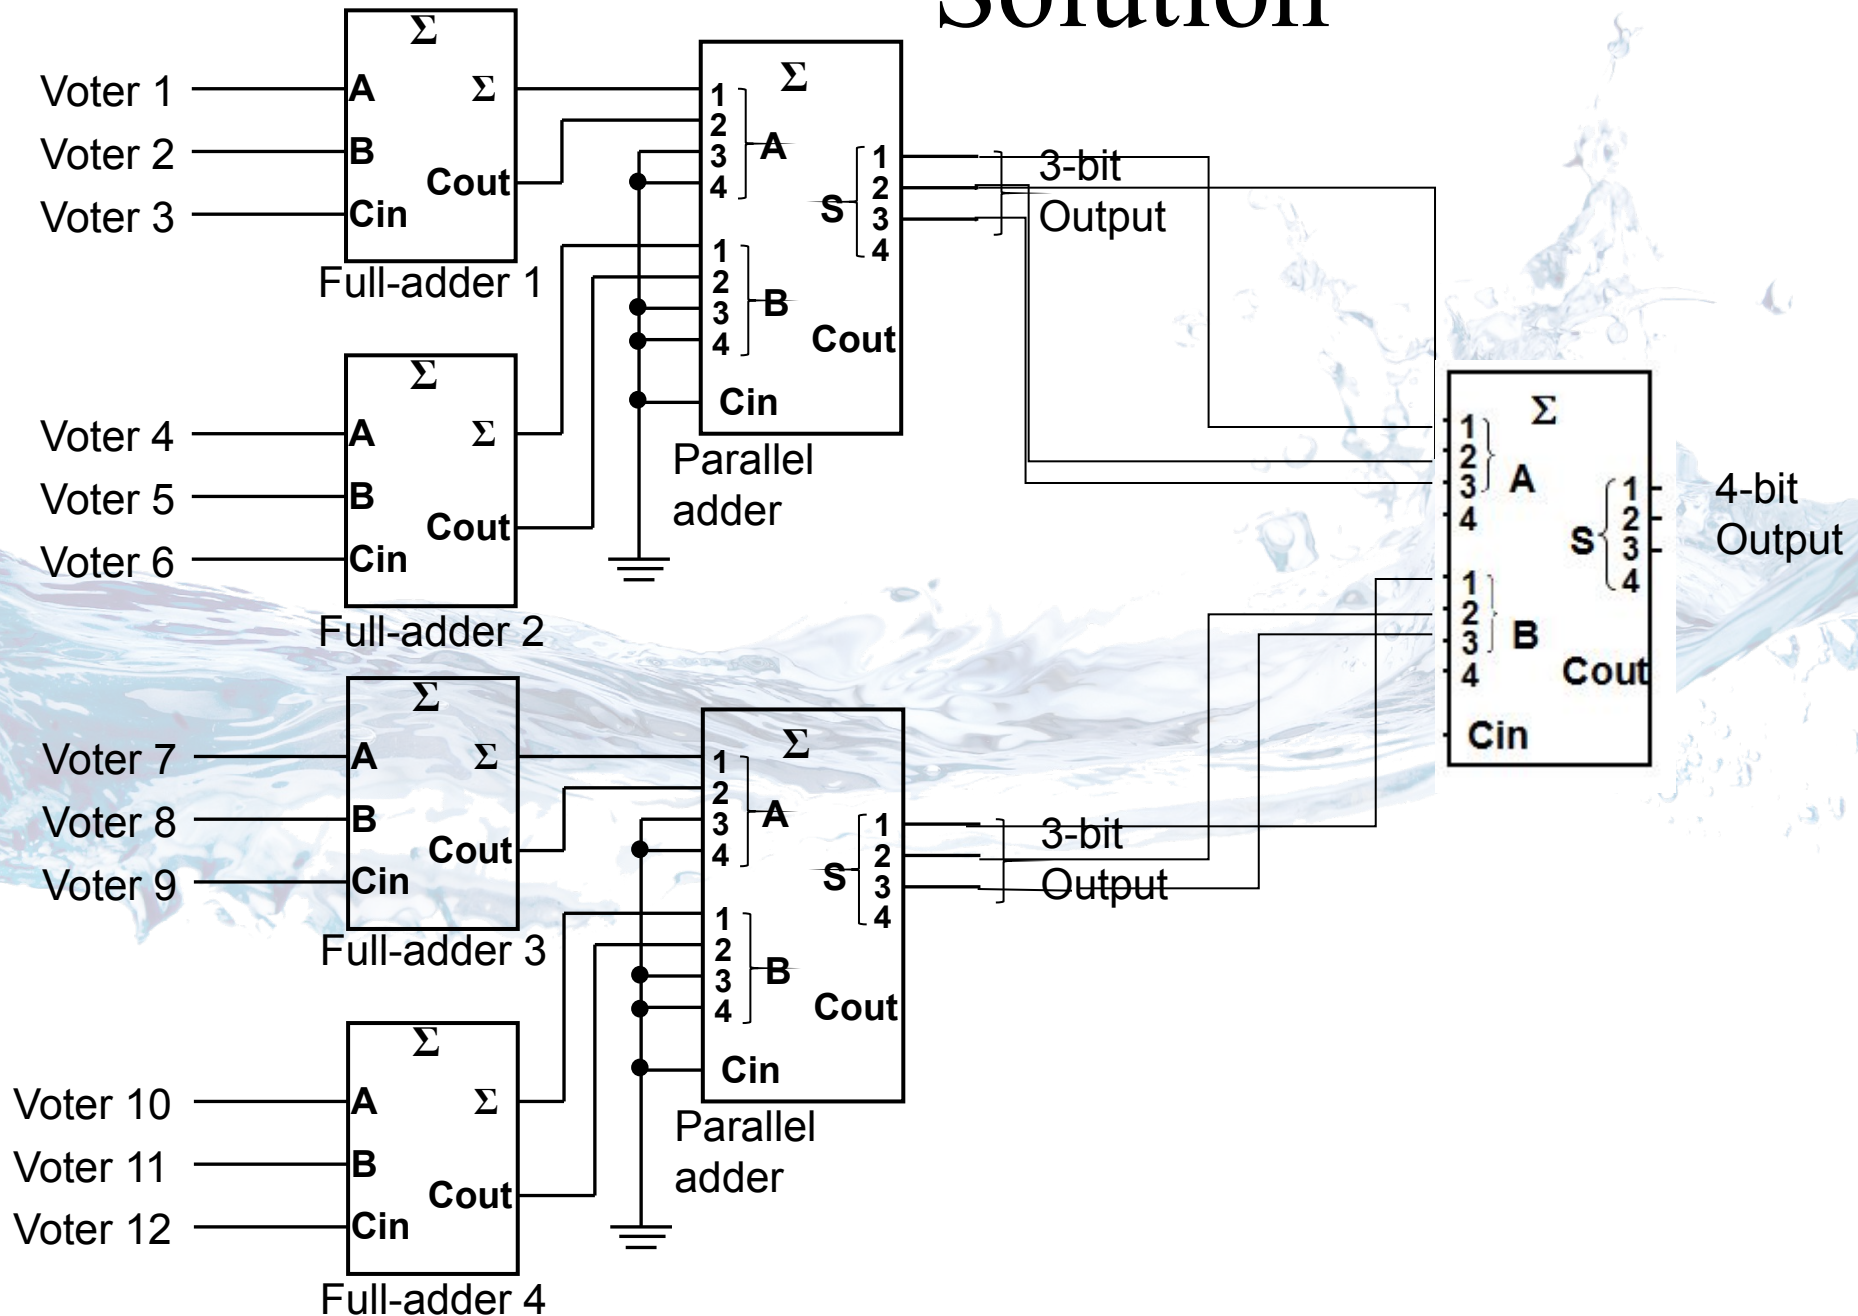 Solution
Σ
Voter 1
A
Σ
Voter 2
B
Cout
Voter 3
Cin
Full-adder 1
Σ
Voter 4
A
Σ
Voter 5
B
Cout
Voter 6
Cin
Full-adder 2
Σ
1
2
3
4
A
1
2
3
4
B
S
1
2
3
4
Cout
Cin
Parallel
adder
3-bit
Output
Σ
Voter 7
A
Σ
Voter 8
B
Cout
Voter 9
Cin
Full-adder 3
Σ
Voter 10
A
Σ
Voter 11
B
Cout
Voter 12
Cin
Full-adder 4
Σ
1
2
3
4
A
1
2
3
4
B
S
1
2
3
4
Cout
Cin
Parallel
adder
3-bit
Output
Σ
1
2
3
4
A
1
2
3
4
B
S
1
2
3
4
Cout
Cin
4-bit
Output